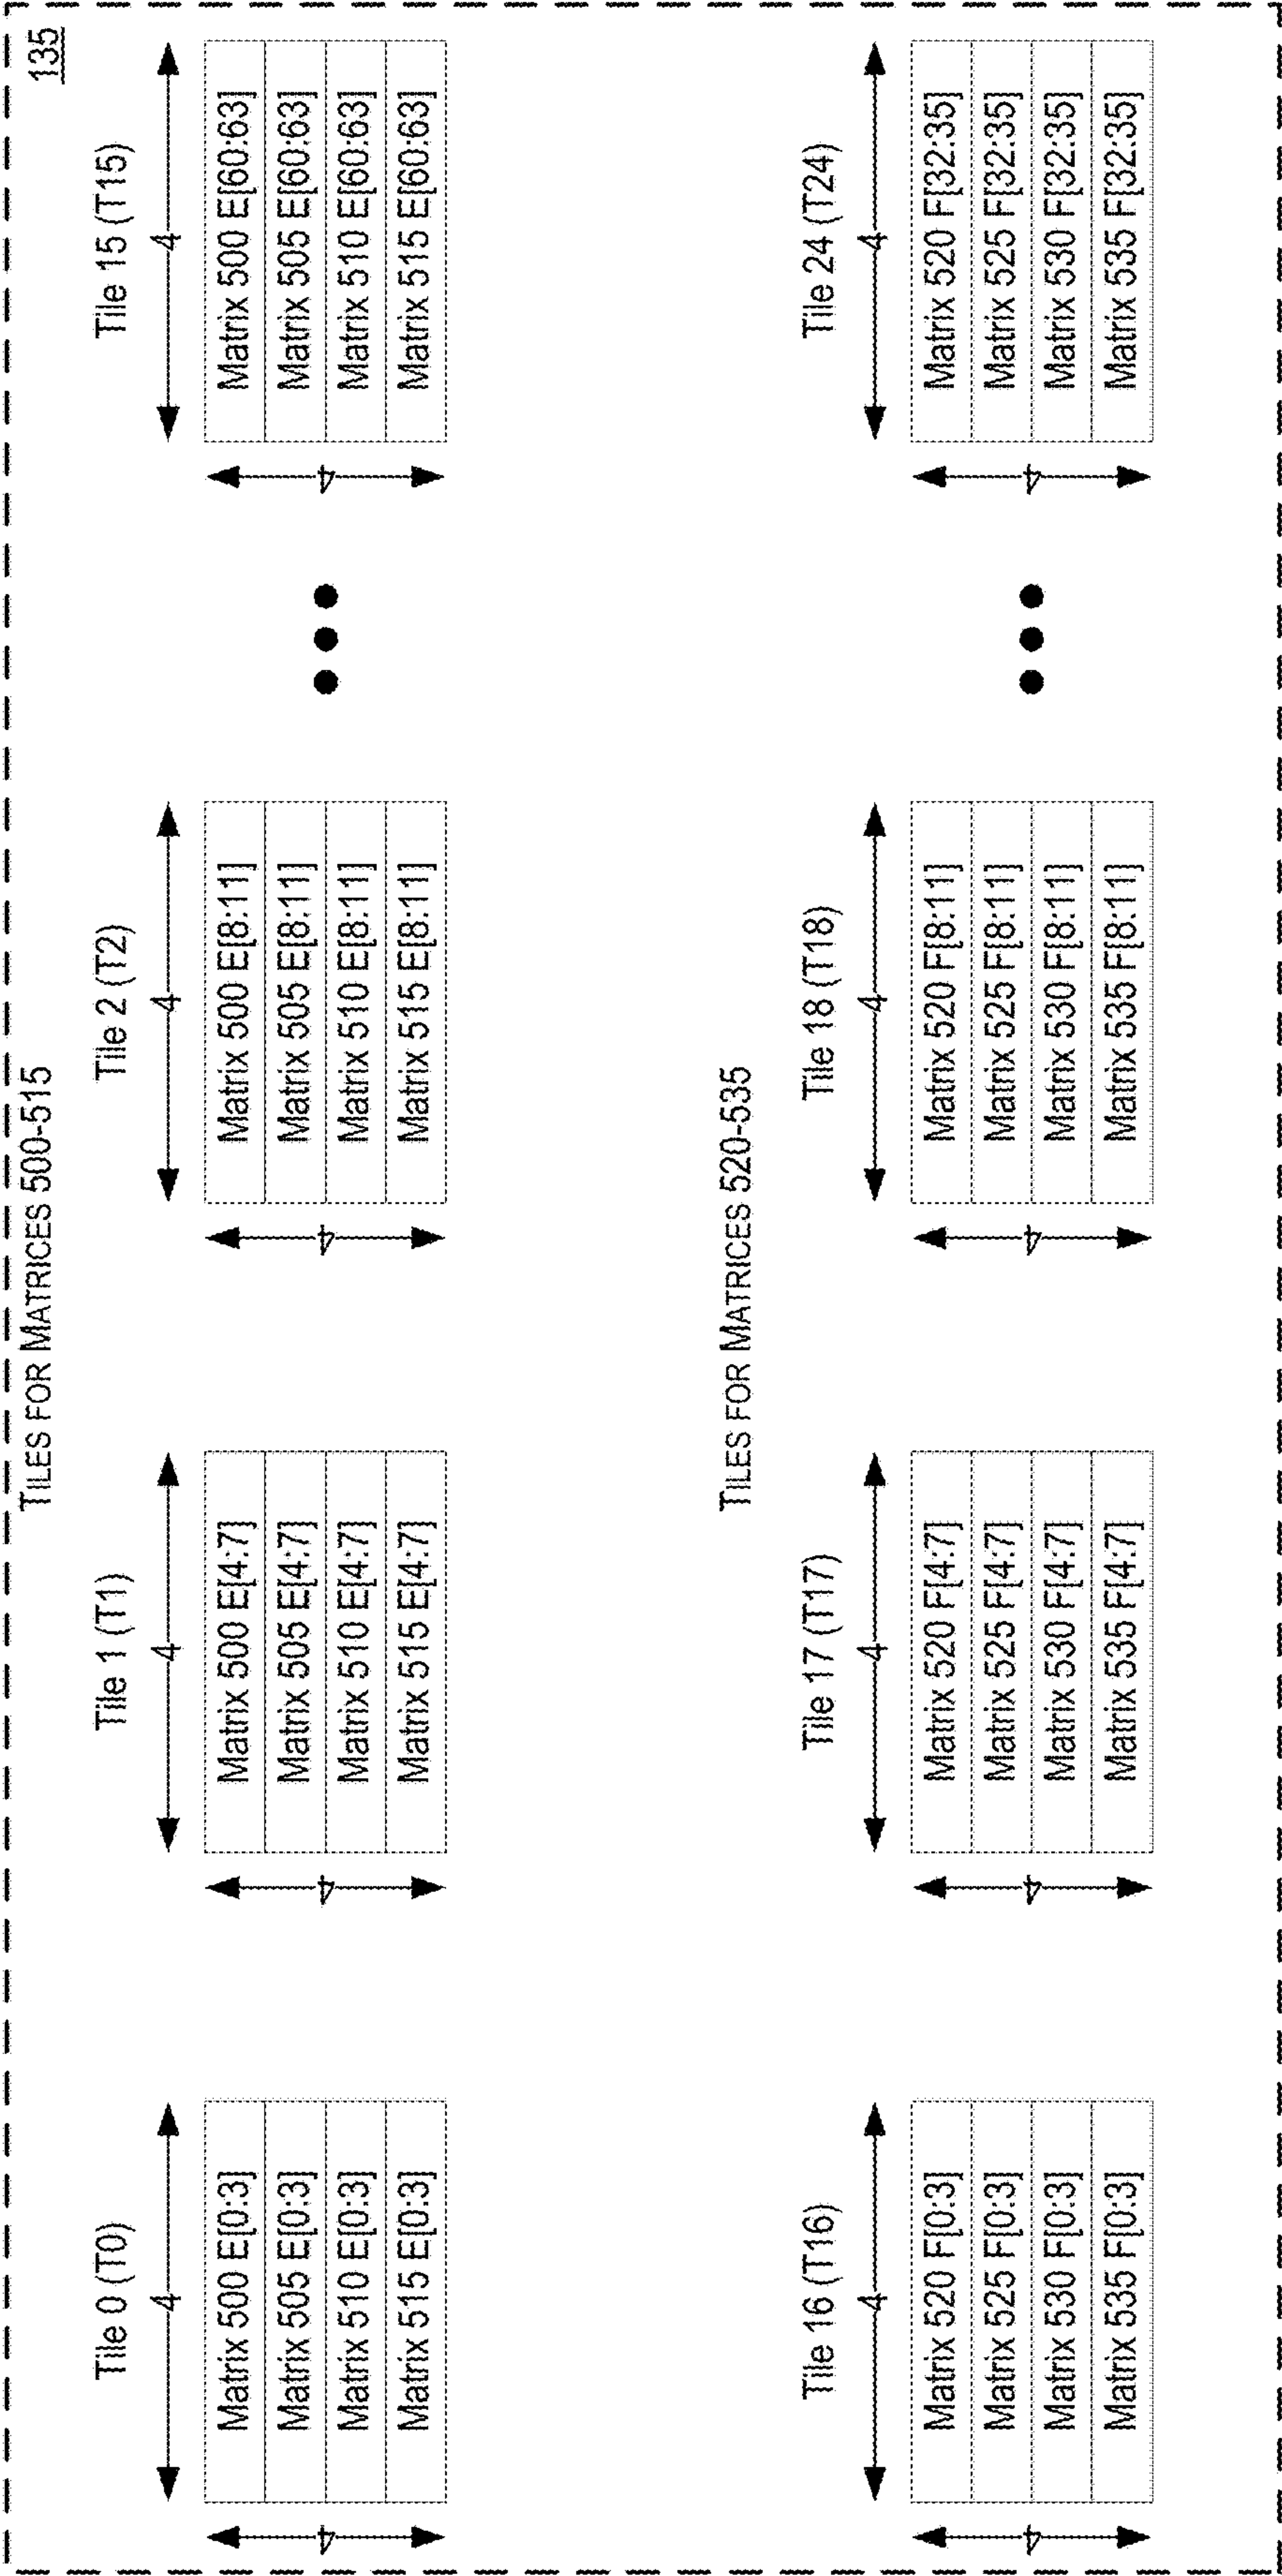 135
TILES FOR MATRICES 500-515
Tile 0 (T0)
4
4
Matrix 500 E[0:3]
Matrix 505 E[0:3]
Matrix 510 E[0:3]
Matrix 515 E[0:3]
Tile 1 (T1)
4
4
Matrix 500 E[4:7]
Matrix 505 E[4:7]
Matrix 510 E[4:7]
Matrix 515 E[4:7]
Tile 2 (T2)
4
4
Matrix 500 E[8:11]
Matrix 505 E[8:11]
Matrix 510 E[8:11]
Matrix 515 E[8:11]
Tile 15 (T15)
4
4
Matrix 500 E[60:63]
Matrix 505 E[60:63]
Matrix 510 E[60:63]
Matrix 515 E[60:63]
TILES FOR MATRICES 520-535
Tile 16 (T16)
4
4
Matrix 520 F[0:3]
Matrix 525 F[0:3]
Matrix 530 F[0:3]
Matrix 535 F[0:3]
Tile 17 (T17)
4
4
Matrix 520 F[4:7]
Matrix 525 F[4:7]
Matrix 530 F[4:7]
Matrix 535 F[4:7]
Tile 18 (T18)
4
4
Matrix 520 F[8:11]
Matrix 525 F[8:11]
Matrix 530 F[8:11]
Matrix 535 F[8:11]
Tile 24 (T24)
4
4
Matrix 520 F[32:35]
Matrix 525 F[32:35]
Matrix 530 F[32:35]
Matrix 535 F[32:35]